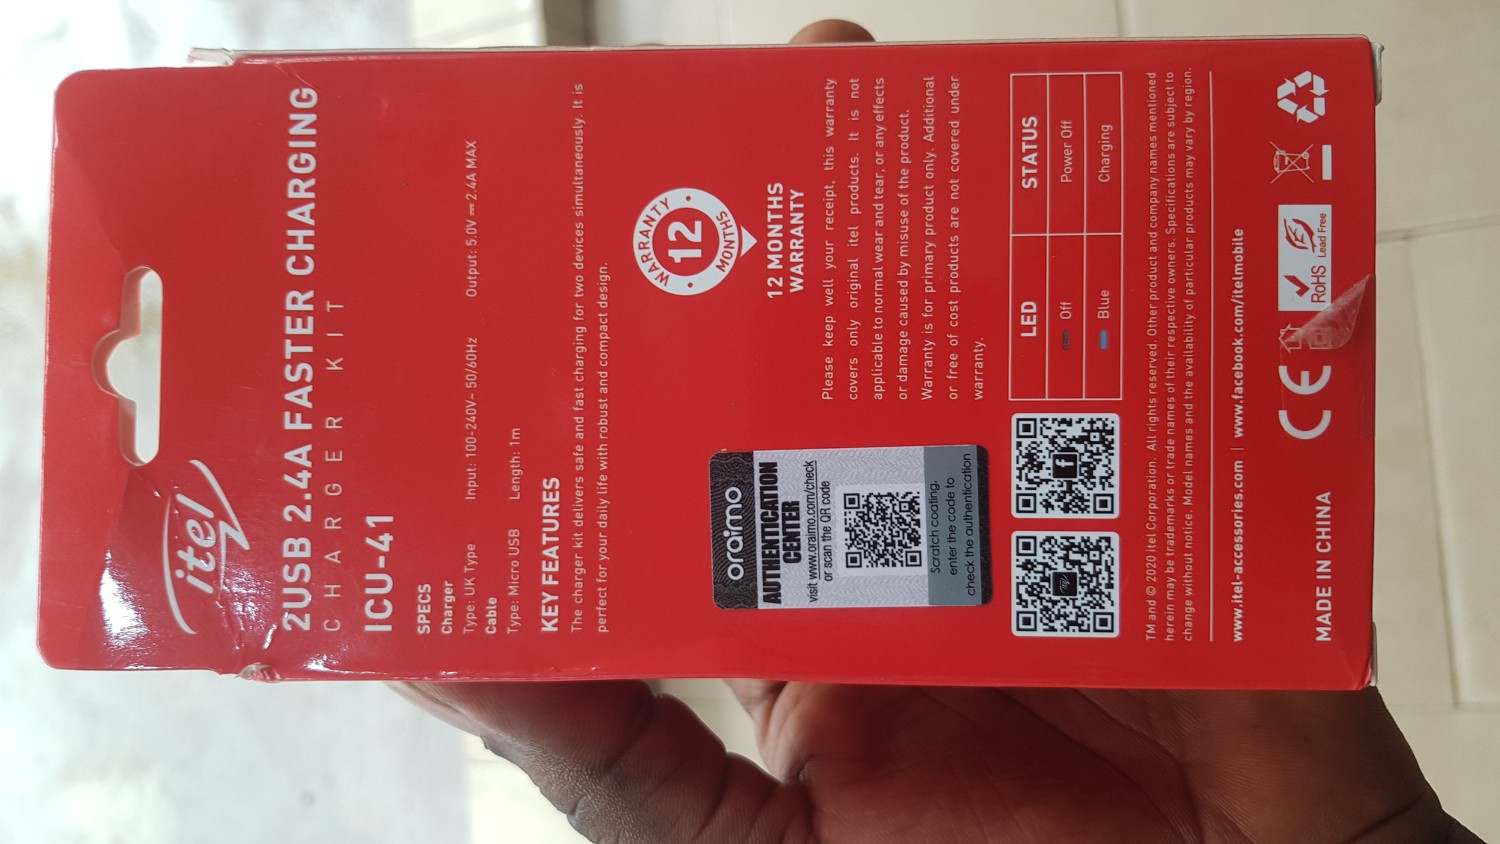 itel
2USB 2.4A FASTER CHARGING
CHARGER KIT
ICU-41
SPECS
Charger
Type: UK Type Input: 100-240V~ 50/60Hz Output: 5.0V ⎓ 2.4A MAX
Cable
Type: Micro USB Length: 1m
KEY FEATURES
The charger kit delivers safe and fast charging for two devices simultaneously. It is
perfect for your daily life with robust and compact design.
WARRANTY
12
MONTHS
12 MONTHS
WARRANTY
Please keep well your receipt, this warranty
covers only original itel products. It is not
applicable to normal wear and tear, or any effects
or damage caused by misuse of the product.
Warranty is for primary product only. Additional
or free of cost products are not covered under
warranty.
oraimo
AUTHENTICATION
CENTER
visit www.oraimo.com/check
or scan the QR code
Scratch coating,
enter the code to
check the authentication
LED STATUS
Off Power Off
Blue Charging
TM and © 2020 itel Corporation. All rights reserved. Other product and company names mentioned
herein may be trademarks or trade names of their respective owners. Specifications are subject to
change without notice. Model names and the availability of particular products may vary by region.
www.itel-accessories.com | www.facebook.com/itelmobile
MADE IN CHINA
CE
RoHS
Lead Free